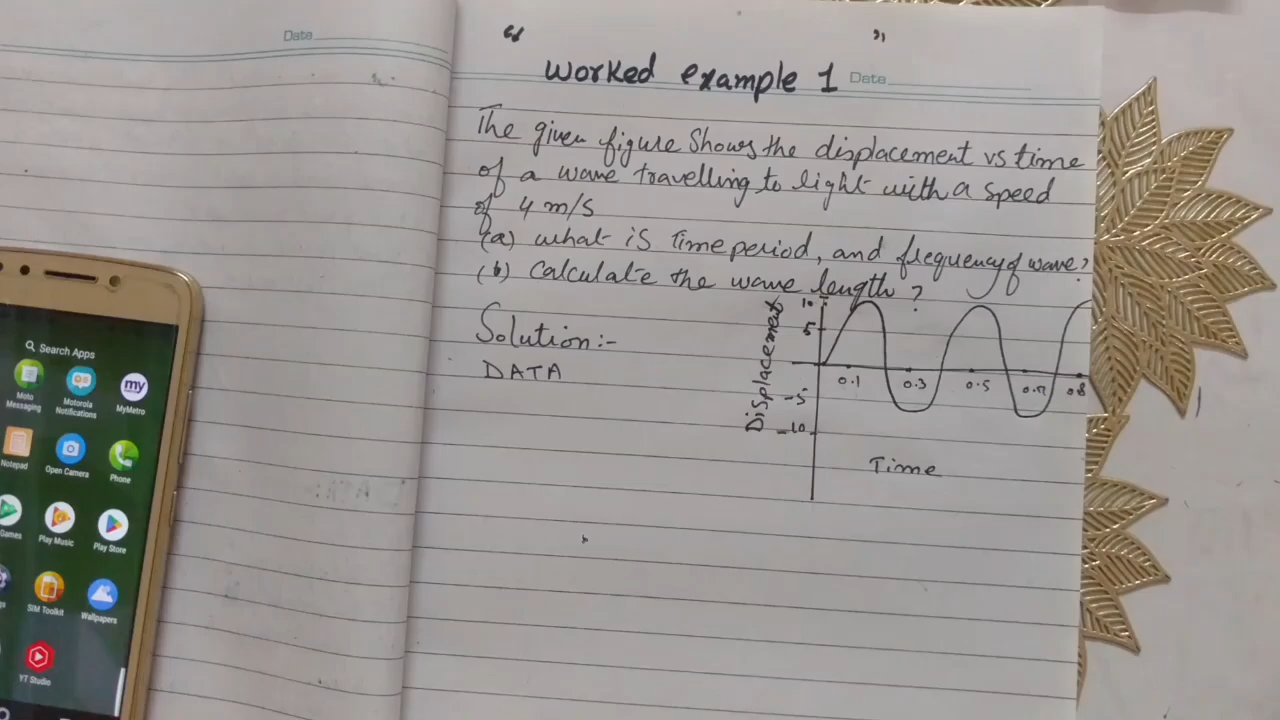 Date
"
"
Worked example 1
Date
The given figure Shows the displacement vs time
of a wave travelling to light with a speed
of 4 m/s
(a) what is Time period, and frequency of wave?
(b) Calculate the wave length ?
Solution:-
DATA
Displacement
10
5
-5
-10
0.1
0.3
0.5
0.7
0.8
Time
Search Apps
Moto Messaging
Motorola Notifications
MyMetro
my
Notepad
Open Camera
Phone
Games
Play Music
Play Store
SIM Toolkit
Wallpapers
YT Studio